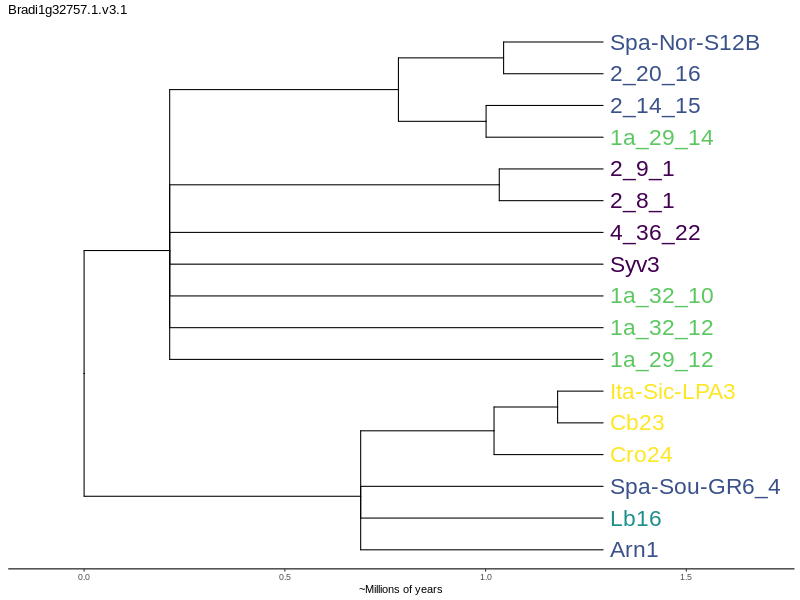 Bradi1g32757.1.v3.1
Spa-Nor-S12B
2_20_16
2_14_15
1a_29_14
2_9_1
2_8_1
4_36_22
Syv3
1a_32_10
1a_32_12
1a_29_12
Ita-Sic-LPA3
Cb23
Cro24
Spa-Sou-GR6_4
Lb16
Arn1
0.0 0.5 1.0 1.5
~Millions of years